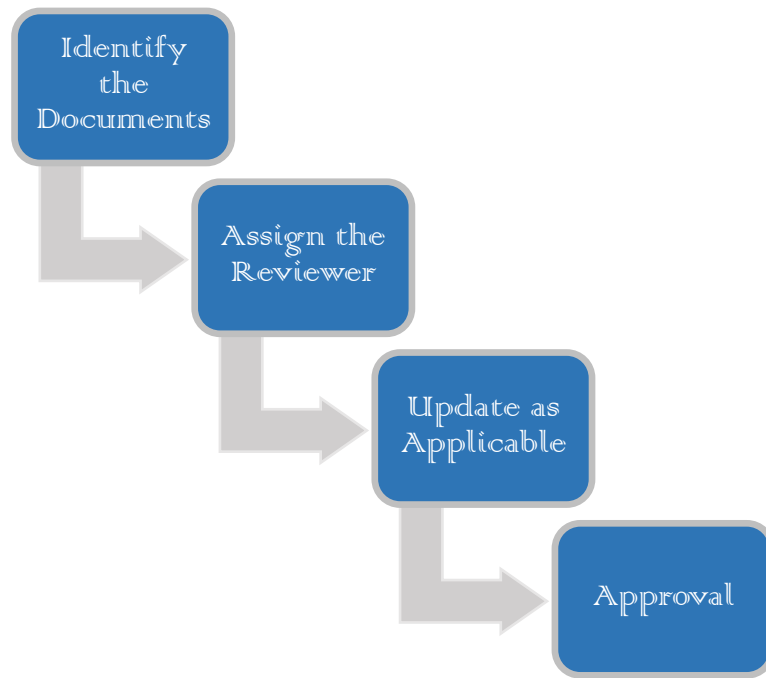 Identify
the
Documents
Assign the
Reviewer
Update as
Applicable
Approval